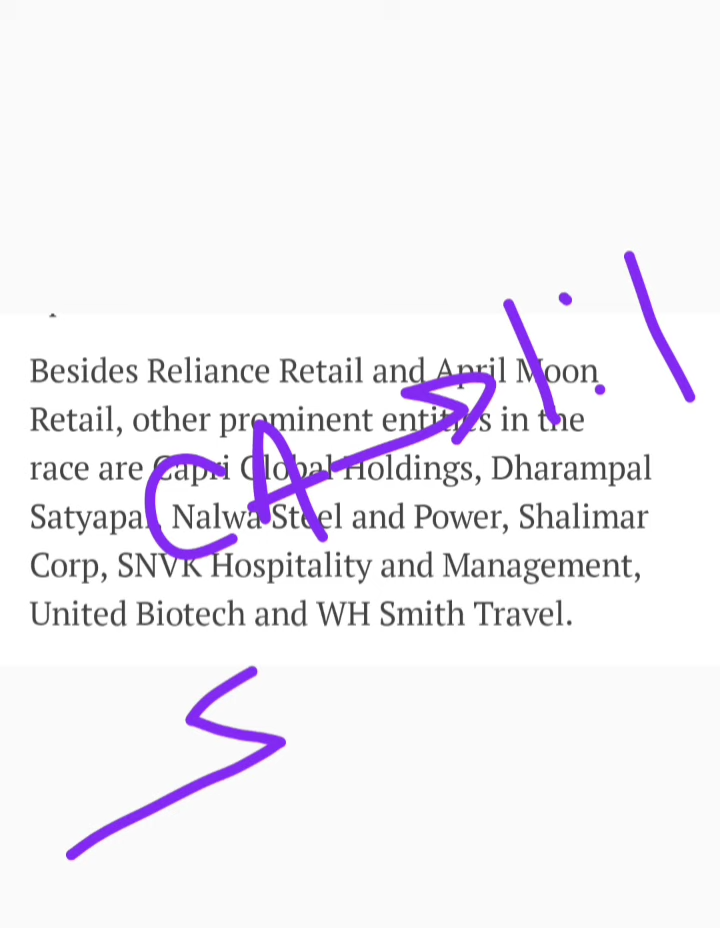 Besides Reliance Retail and April Moon
Retail, other prominent entities in the
race are Capri Global Holdings, Dharampal
Satyapal, Nalwa Steel and Power, Shalimar
Corp, SNVK Hospitality and Management,
United Biotech and WH Smith Travel.
CA → 1:1
S